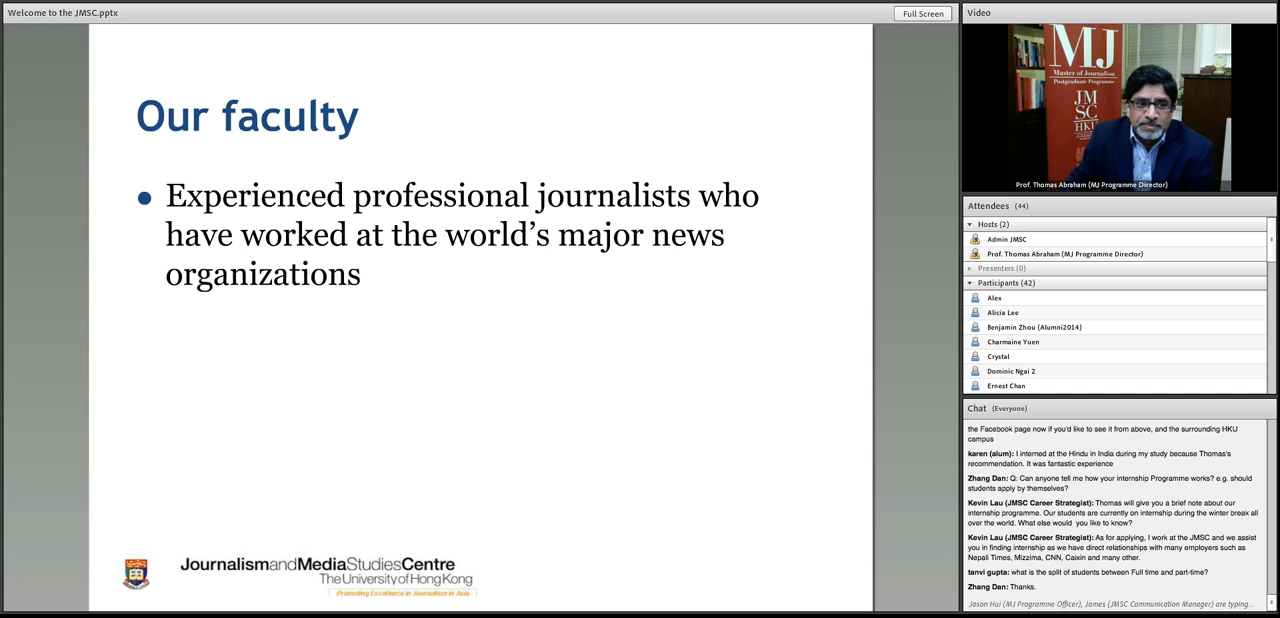 Welcome to the JMSC.pptx
Full Screen
Our faculty
Experienced professional journalists who
have worked at the world's major news
organizations
JournalismandMediaStudiesCentre
The University of Hong Kong
Promoting Excellence in Journalism in Asia
Video
MJ
Master of Journalism
Postgraduate Programme
JM
SC
HKU
Prof. Thomas Abraham (MJ Programme Director)
Attendees (44)
Hosts (2)
Admin JMSC
Prof. Thomas Abraham (MJ Programme Director)
Presenters (0)
Participants (42)
Alex
Alicia Lee
Benjamin Zhou (Alumni2014)
Charmaine Yuen
Crystal
Dominic Ngai 2
Ernest Chan
Chat (Everyone)
the Facebook page now if you'd like to see it from above, and the surrounding HKU
campus
karen (alum): I interned at the Hindu in India during my study because Thomas's
recommendation. It was fantastic experience
Zhang Dan: Q: Can anyone tell me how your internship Programme works? e.g. should
students apply by themselves?
Kevin Lau (JMSC Career Strategist): Thomas will give you a brief note about our
internship programme. Our students are currently on internship during the winter break all
over the world. What else would you like to know?
Kevin Lau (JMSC Career Strategist): As for applying, I work at the JMSC and we assist
you in finding internship as we have direct relationships with many employers such as
Nepali Times, Mizzima, CNN, Caixin and many other.
tanvi gupta: what is the split of students between Full time and part-time?
Zhang Dan: Thanks.
Jason Hui (MJ Programme Officer), James (JMSC Communication Manager) are typing...